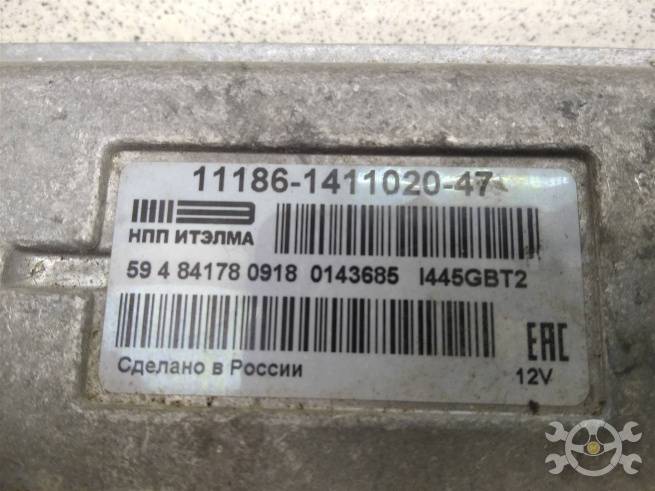 11186-1411020-47
НПП ИТЭЛМА
59 4 84178 0918 0143685 I445GBT2
EAC
Сделано в России
12V